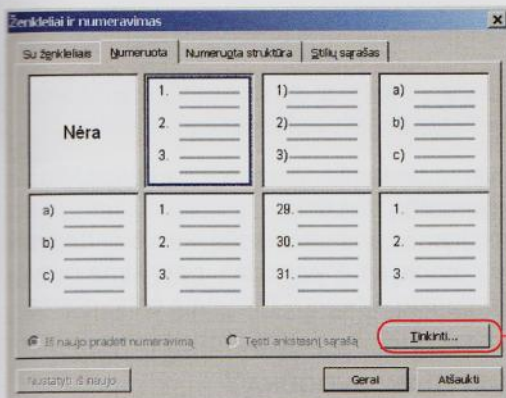 Ženkleliai ir numeravimas
Su ženkleliais Numeruota Numeruota struktūra Stilių sąrašas
Nėra
1.
2.
3.
1)
2)
3)
a)
b)
c)
a)
b)
c)
1.
2.
3.
29.
30.
31.
1.
2.
3.
Iš naujo pradėti numeravimą Tęsti ankstesnį sąrašą Tinkinti...
Nustatyti iš naujo Gerai Atšaukti